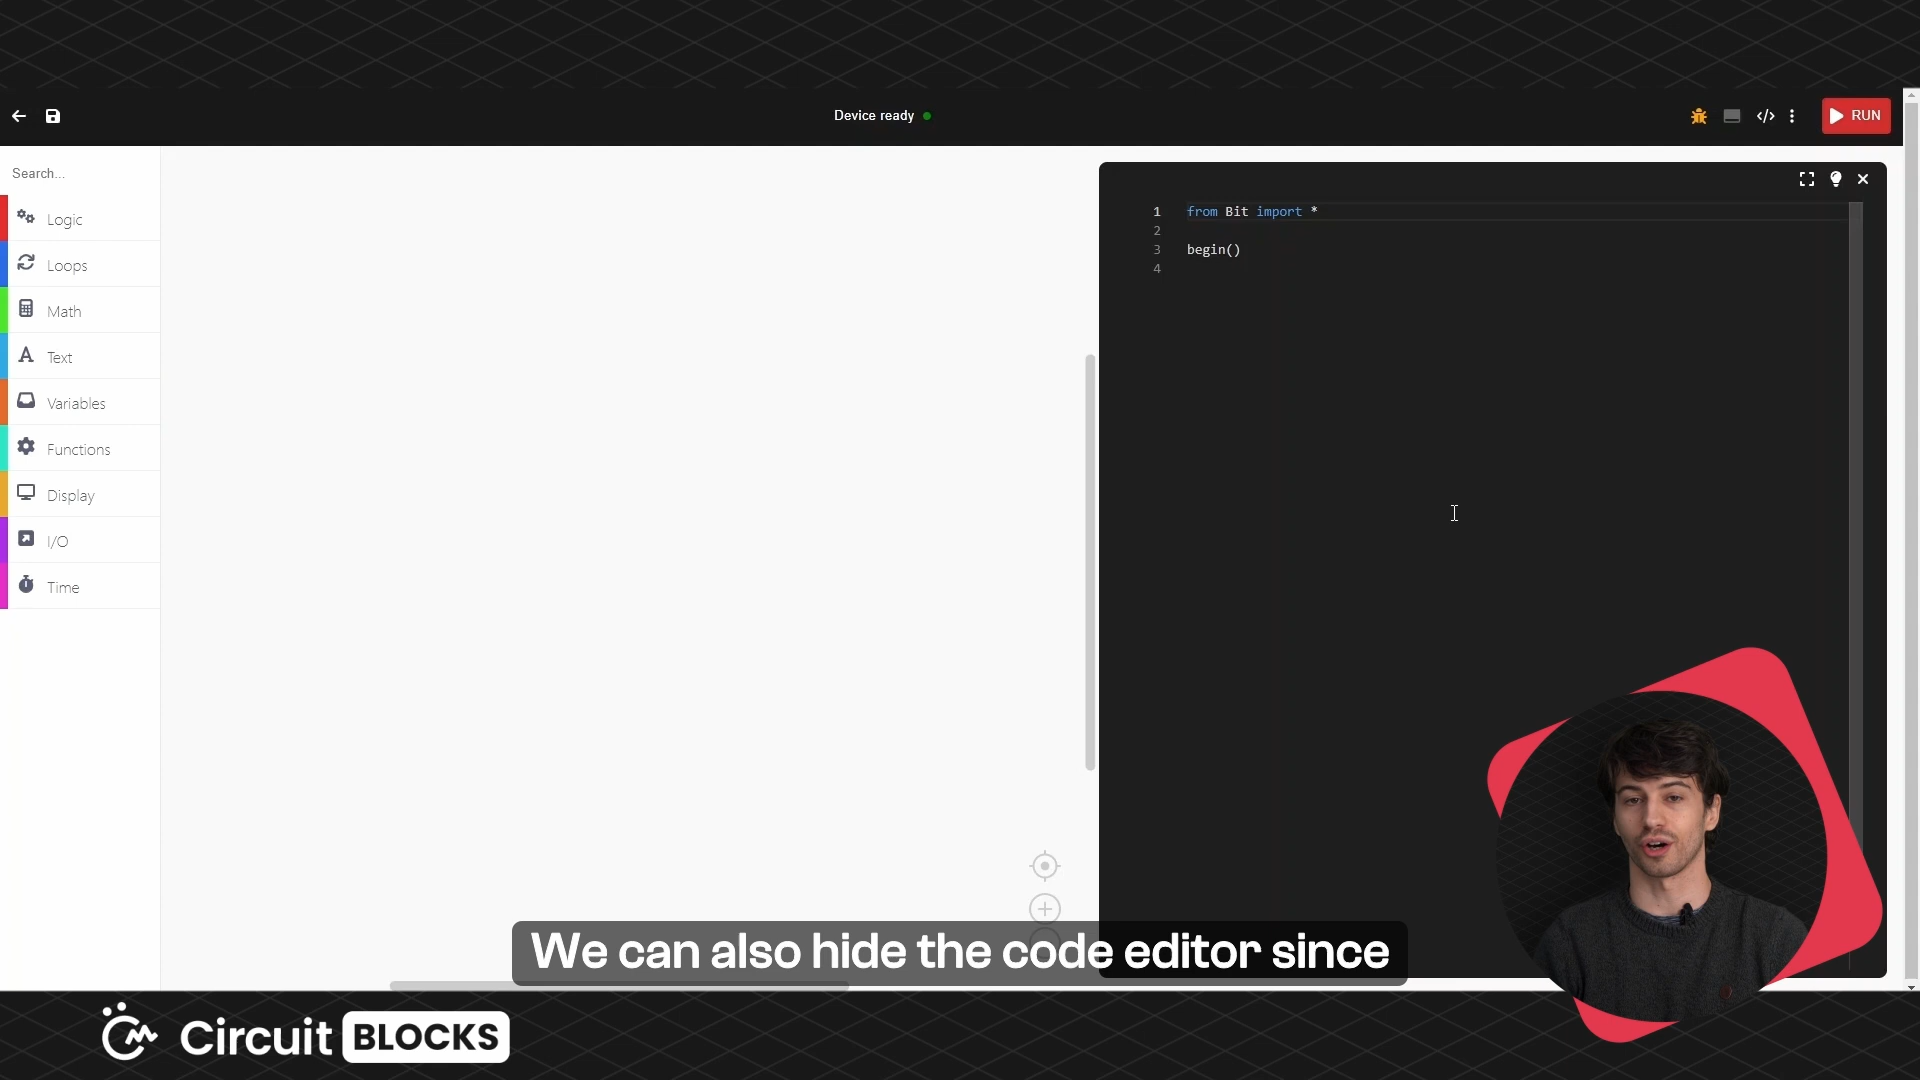 Device ready
</>
RUN
Search...
Logic
Loops
Math
Text
Variables
Functions
Display
I/O
Time
1 from Bit import *
2
3 begin()
4
We can also hide the code editor since
Circuit BLOCKS